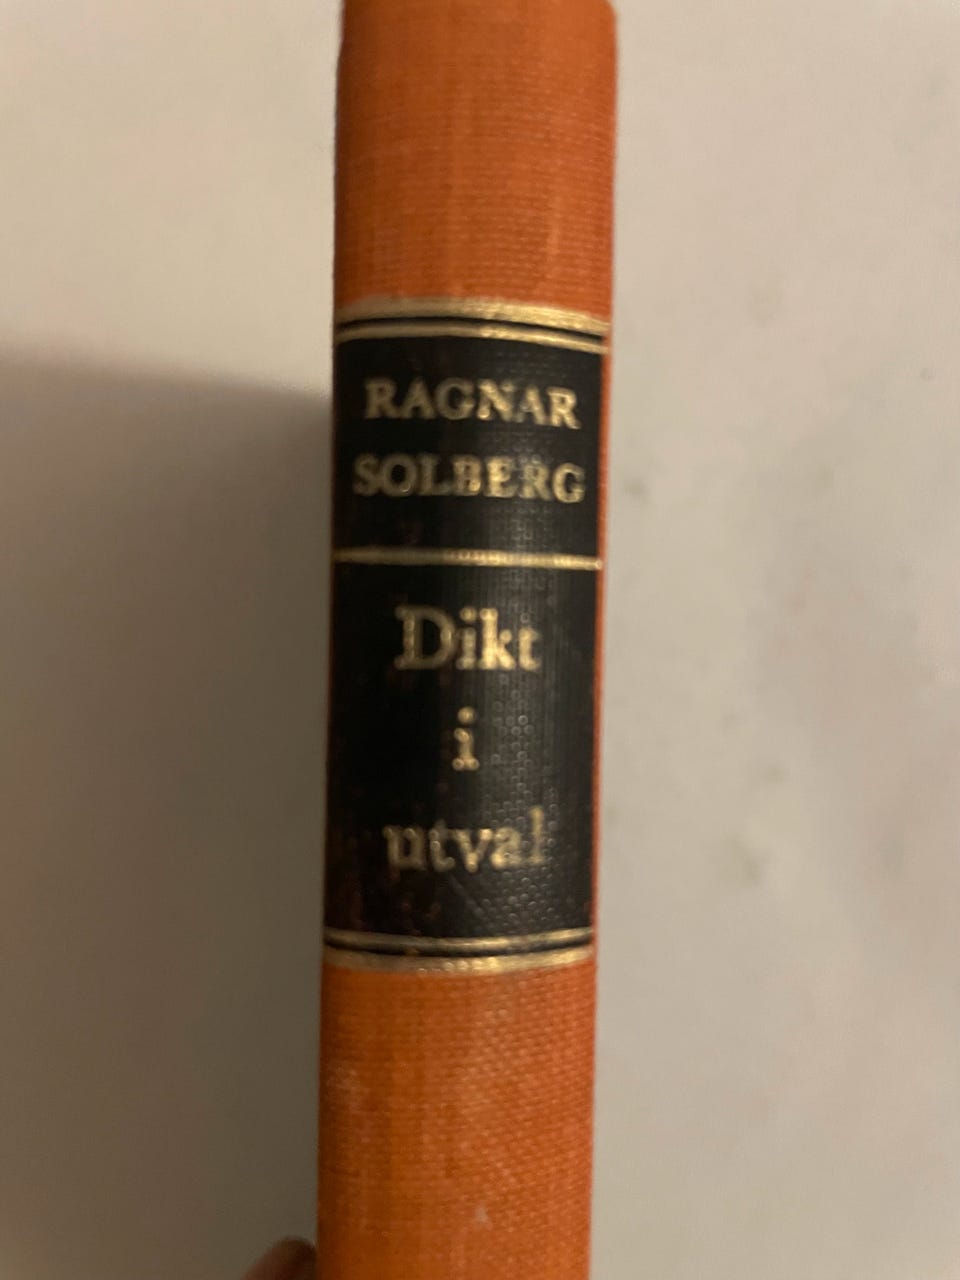 RAGNAR
SOLBERG
Dikt
i
utval